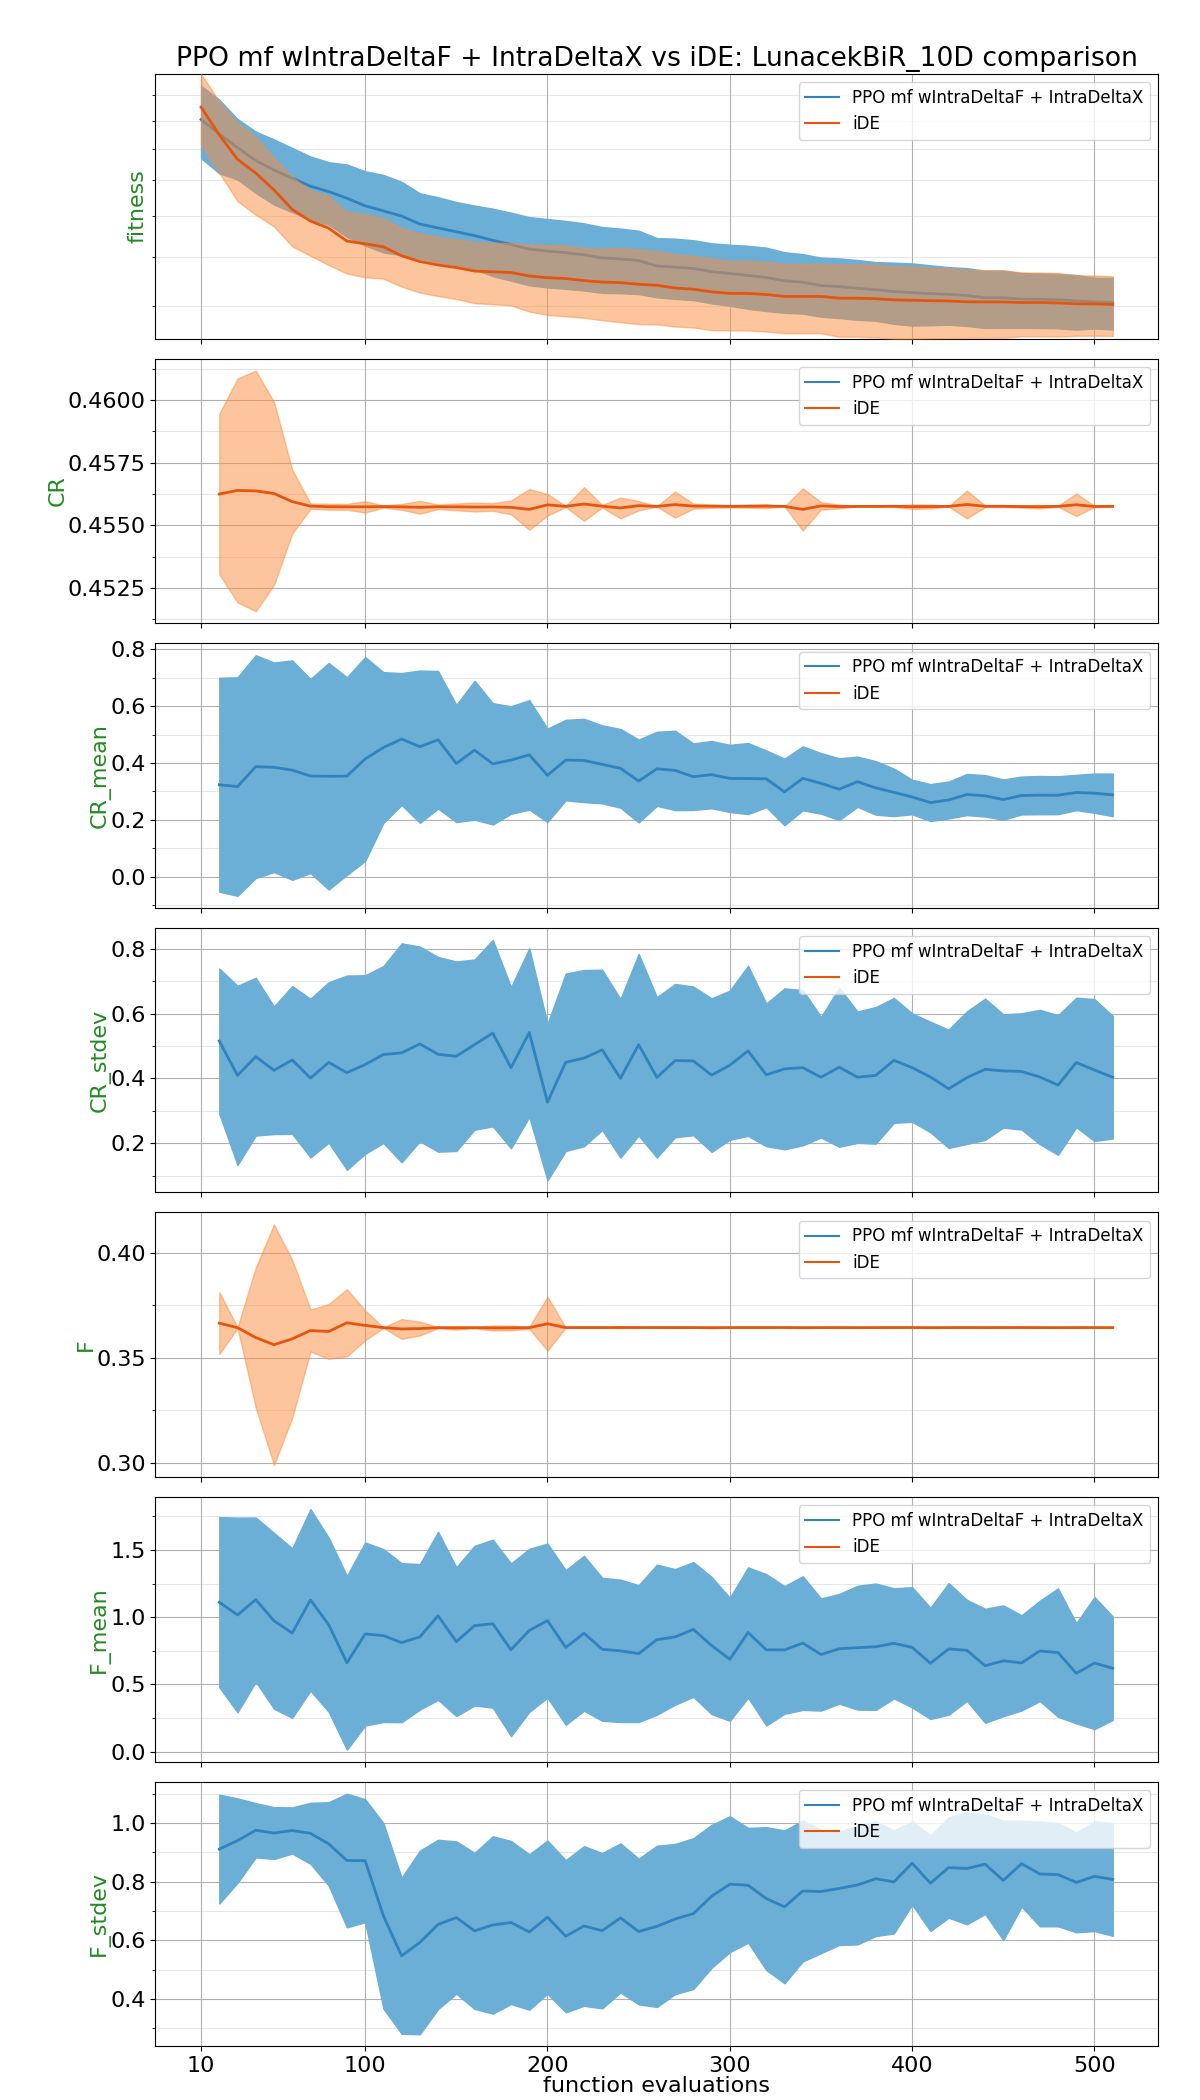 PPO mf wIntraDeltaF + IntraDeltaX vs iDE: LunacekBiR_10D comparison
fitness
PPO mf wIntraDeltaF + IntraDeltaX
iDE
CR
0.4600
0.4575
0.4550
0.4525
PPO mf wIntraDeltaF + IntraDeltaX
iDE
CR_mean
0.8
0.6
0.4
0.2
0.0
PPO mf wIntraDeltaF + IntraDeltaX
iDE
CR_stdev
0.8
0.6
0.4
0.2
PPO mf wIntraDeltaF + IntraDeltaX
iDE
F
0.40
0.35
0.30
PPO mf wIntraDeltaF + IntraDeltaX
iDE
F_mean
1.5
1.0
0.5
0.0
PPO mf wIntraDeltaF + IntraDeltaX
iDE
F_stdev
1.0
0.8
0.6
0.4
PPO mf wIntraDeltaF + IntraDeltaX
iDE
10 100 200 300 400 500
function evaluations